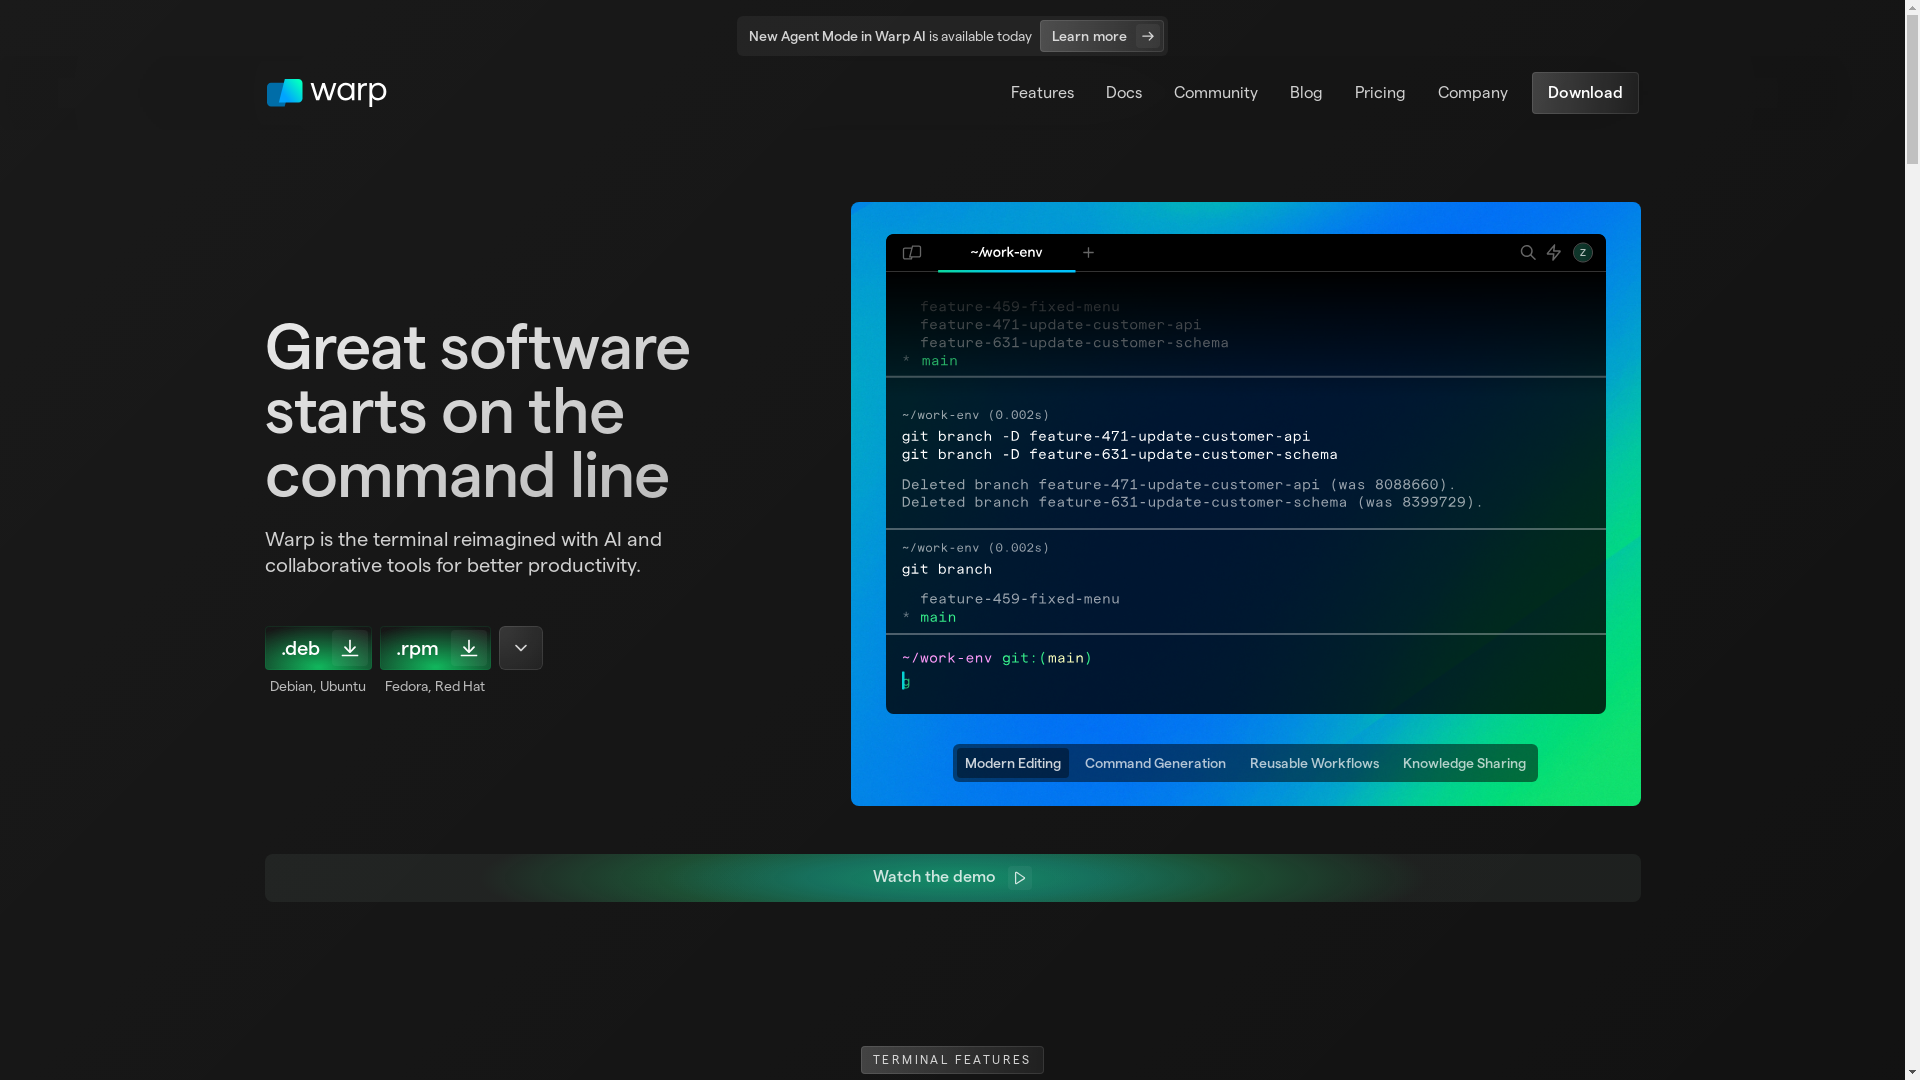 New Agent Mode in Warp AI is available today Learn more
warp
Features Docs Community Blog Pricing Company Download
Great software
starts on the
command line
Warp is the terminal reimagined with AI and
collaborative tools for better productivity.
.deb .rpm
Debian, Ubuntu Fedora, Red Hat
~/work-env Z
feature-459-fixed-menu
feature-471-update-customer-api
feature-631-update-customer-schema
* main
~/work-env (0.002s)
git branch -D feature-471-update-customer-api
git branch -D feature-631-update-customer-schema
Deleted branch feature-471-update-customer-api (was 8088660).
Deleted branch feature-631-update-customer-schema (was 8399729).
~/work-env (0.002s)
git branch
feature-459-fixed-menu
* main
~/work-env git:(main)
g
Modern Editing Command Generation Reusable Workflows Knowledge Sharing
Watch the demo
TERMINAL FEATURES